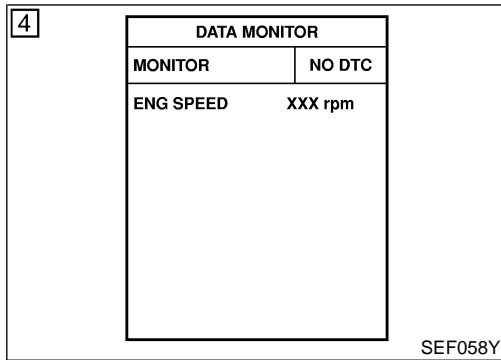 4
DATA MONITOR
MONITOR NO DTC
ENG SPEED XXX rpm
SEF058Y